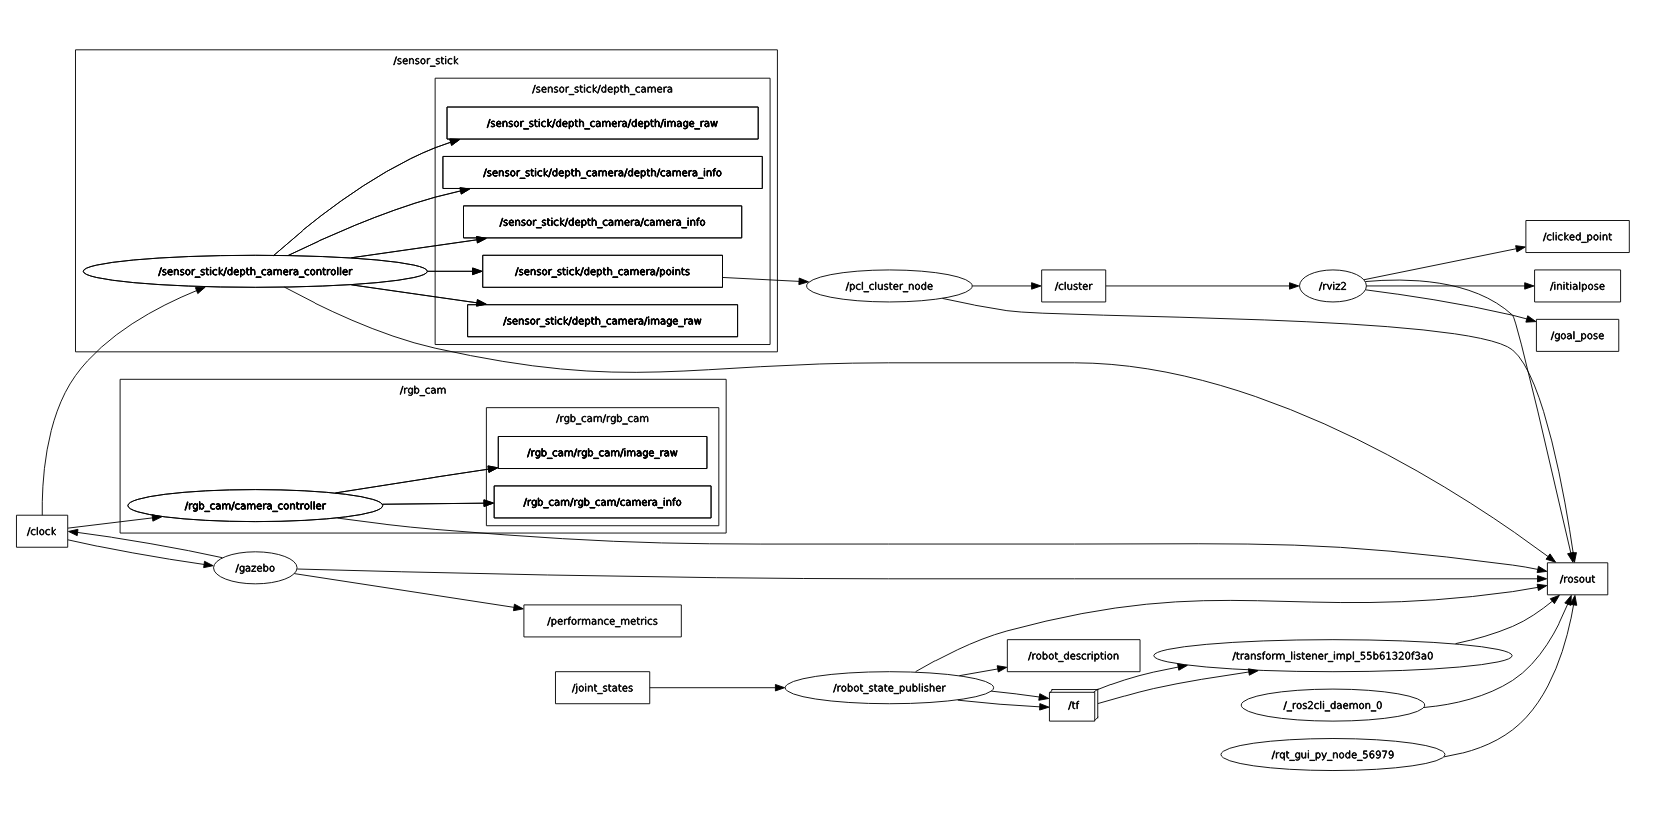 /sensor_stick
/sensor_stick/depth_camera
/sensor_stick/depth_camera/depth/image_raw
/sensor_stick/depth_camera/depth/camera_info
/sensor_stick/depth_camera/camera_info
/sensor_stick/depth_camera_controller
/sensor_stick/depth_camera/points
/sensor_stick/depth_camera/image_raw
/pcl_cluster_node
/cluster
/rviz2
/clicked_point
/initialpose
/goal_pose
/rgb_cam
/rgb_cam/rgb_cam
/rgb_cam/rgb_cam/image_raw
/rgb_cam/camera_controller
/rgb_cam/rgb_cam/camera_info
/clock
/gazebo
/rosout
/performance_metrics
/robot_description
/transform_listener_impl_55b61320f3a0
/joint_states
/robot_state_publisher
/tf
/_ros2cli_daemon_0
/rqt_gui_py_node_56979